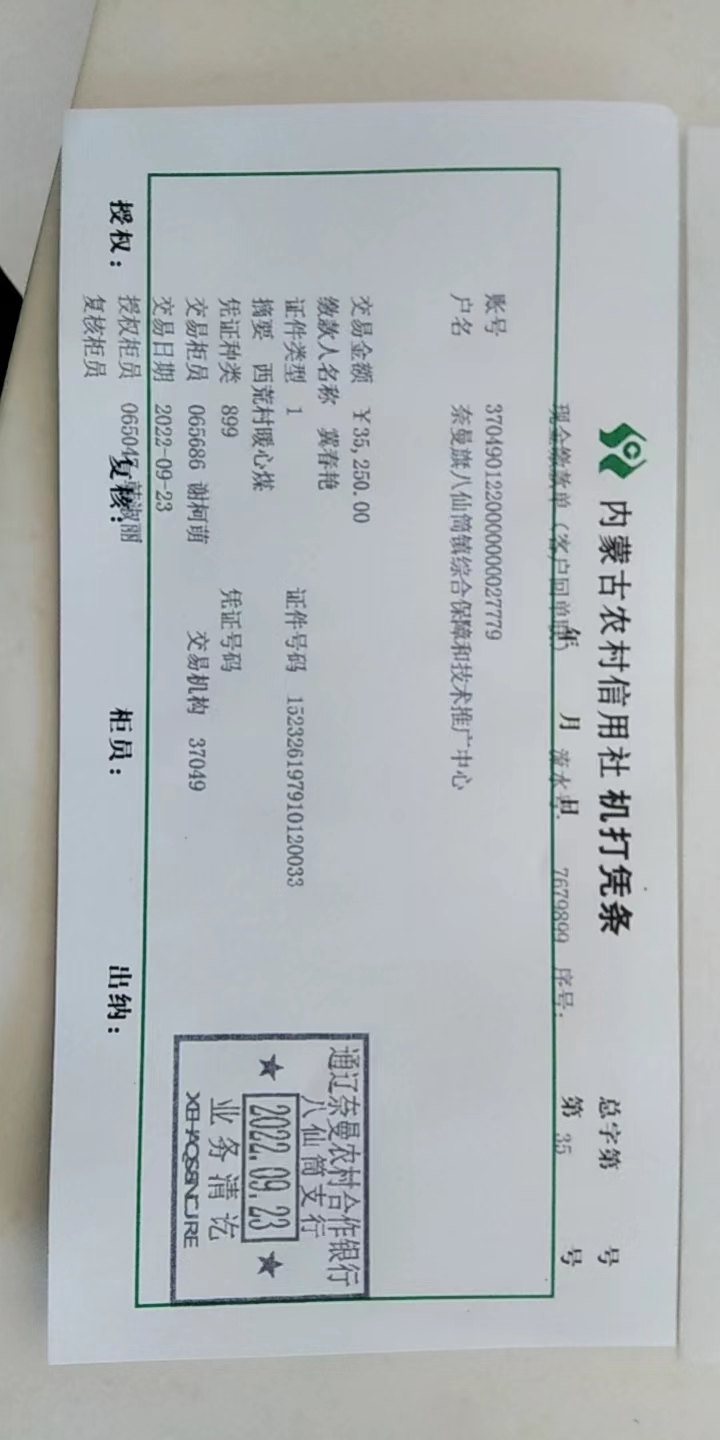 内蒙古农村信用社 机打凭条
总字第 号
现金缴款单（客户回单联） 年 月 日 流水号: 7679899 序号: 第 35 号
账号 3704901220000000027779
户名 奈曼旗八仙筒镇综合保障和技术推广中心
交易金额 ￥35,250.00
缴款人名称 冀春艳
证件类型 1 证件号码 152326197910120033
摘要 西荒村暖心煤
凭证种类 899 凭证号码
交易柜员 065686 谢柯萌 交易机构 37049
交易日期 2022-09-23
授权柜员
复核柜员
授权: 复核: 柜员: 出纳:
通辽奈曼农村合作银行
八仙筒支行
★ 2022.09.23 ★
业务清讫